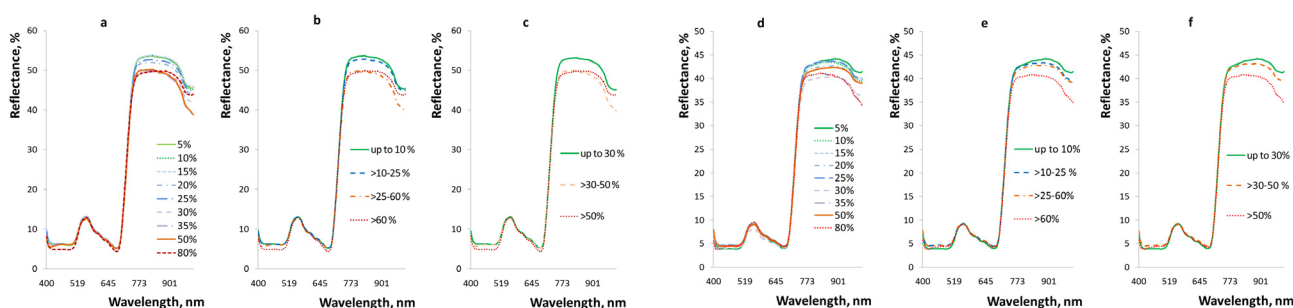 a
Reflectance, %
60
50
40
30
20
10
0
400 519 645 773 901
Wavelength, nm
5%
10%
15%
20%
25%
30%
35%
50%
80%
b
Reflectance, %
60
50
40
30
20
10
0
400 519 645 773 901
Wavelength, nm
up to 10 %
>10-25%
>25-60%
>60 %
c
Reflectance, %
60
50
40
30
20
10
0
400 519 645 773 901
Wavelength, nm
up to 30 %
>30-50%
>50%
d
Reflectance, %
50
45
40
35
30
25
20
15
10
5
0
400 519 645 773 901
Wavelength, nm
5%
10%
15%
20%
25%
30%
35%
50%
80%
e
Reflectance, %
50
45
40
35
30
25
20
15
10
5
0
400 519 645 773 901
Wavelength, nm
up to 10%
>10-25 %
>25-60%
>60%
f
Reflectance, %
50
45
40
35
30
25
20
15
10
5
0
400 519 645 773 901
Wavelength, nm
up to 30%
>30-50 %
>50%